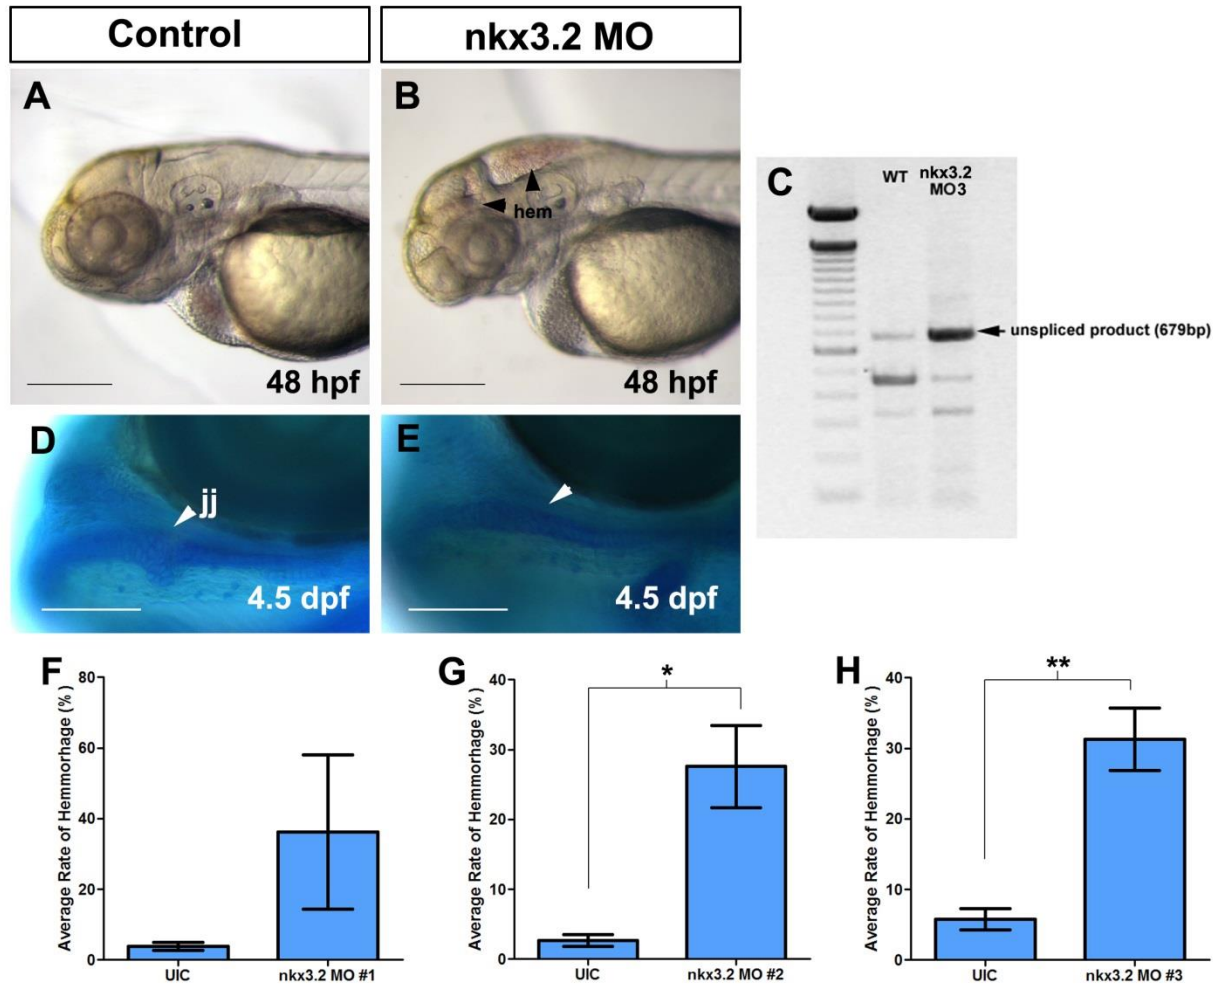 Control
nkx3.2 MO
A
B
hem
48 hpf
48 hpf
C
WT
nkx3.2
MO3
unspliced product (679bp)
D
jj
4.5 dpf
E
4.5 dpf
F
Average Rate of Hemmorhage (%)
80
60
40
20
0
UIC
nkx3.2 MO #1
G
Average Rate of Hemmorhage (%)
*
40
30
20
10
0
UIC
nkx3.2 MO #2
H
Average Rate of Hemmorhage (%)
**
40
30
20
10
0
UIC
nkx3.2 MO #3